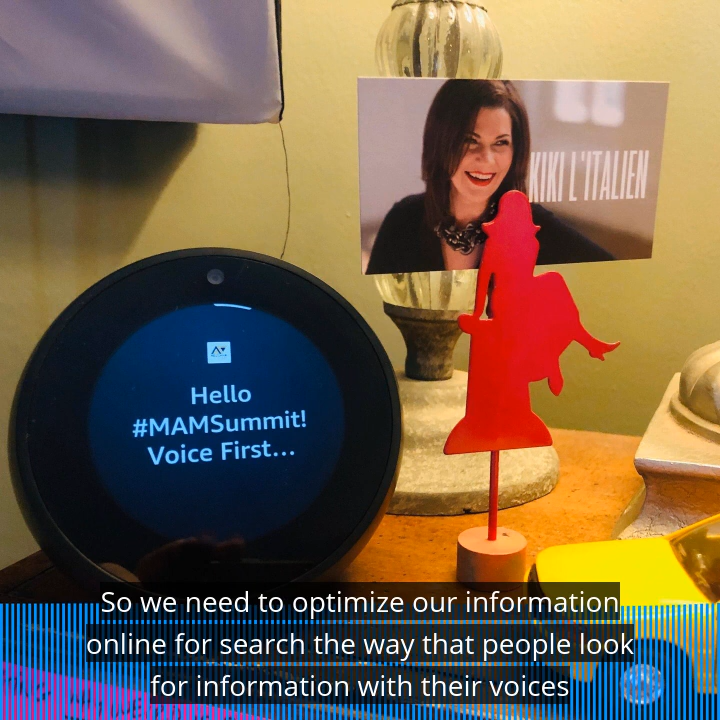 KIKI L'ITALIEN
Hello
#MAMSummit!
Voice First...
So we need to optimize our information
online for search the way that people look
for information with their voices